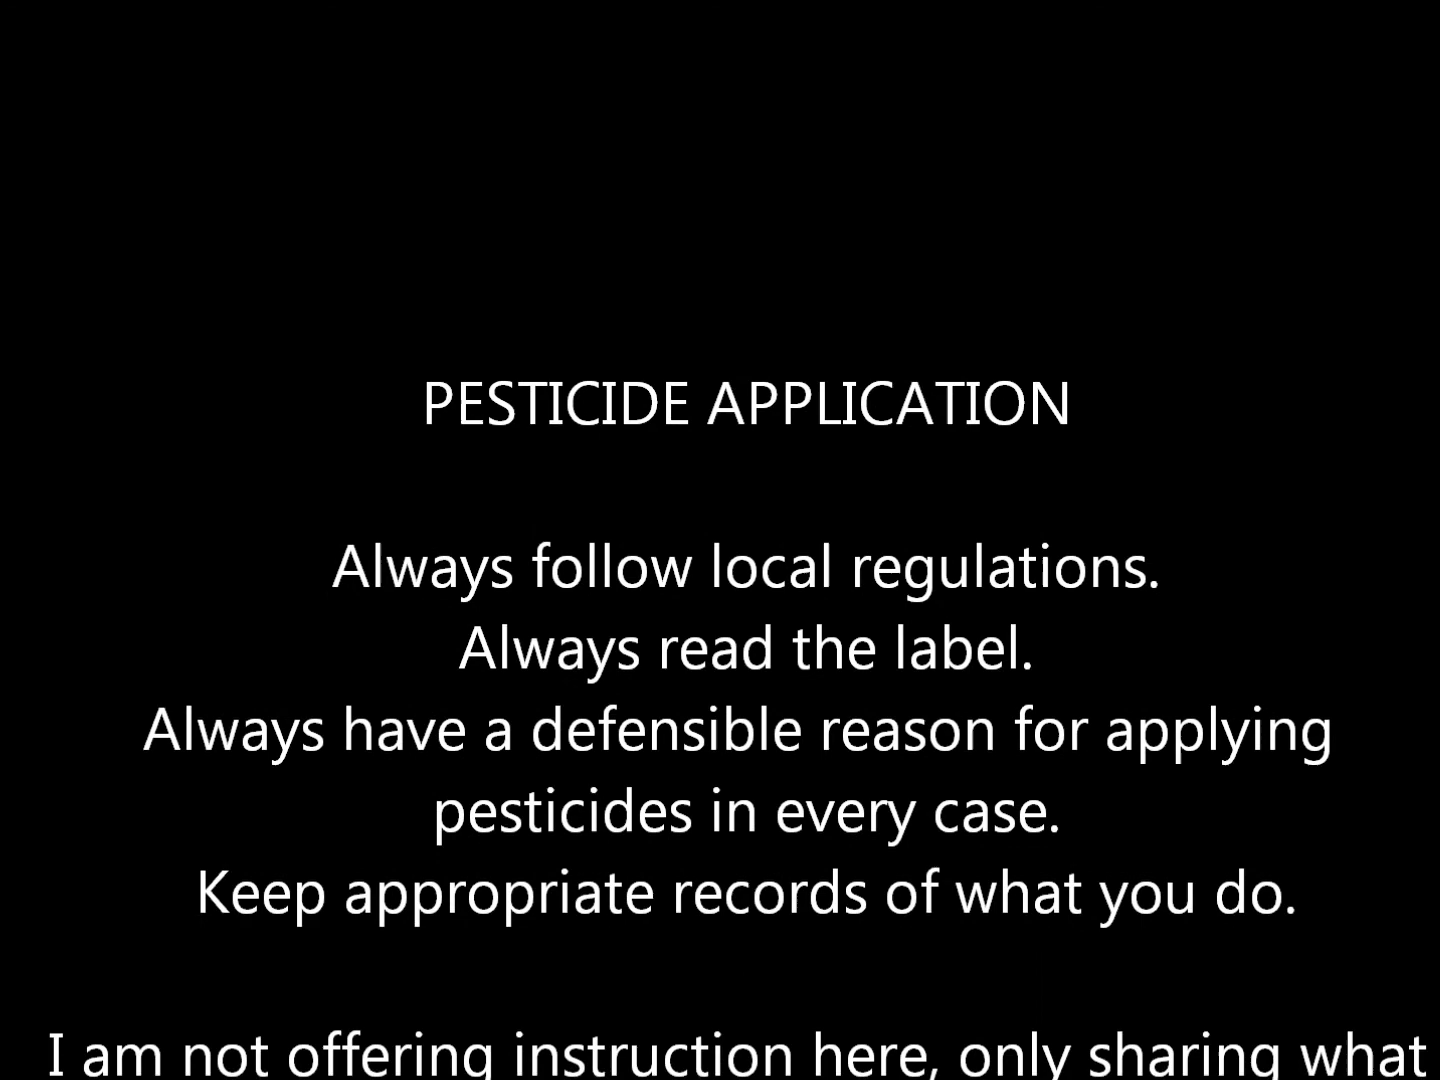 PESTICIDE APPLICATION
Always follow local regulations.
Always read the label.
Always have a defensible reason for applying
pesticides in every case.
Keep appropriate records of what you do.
I am not offering instruction here, only sharing what